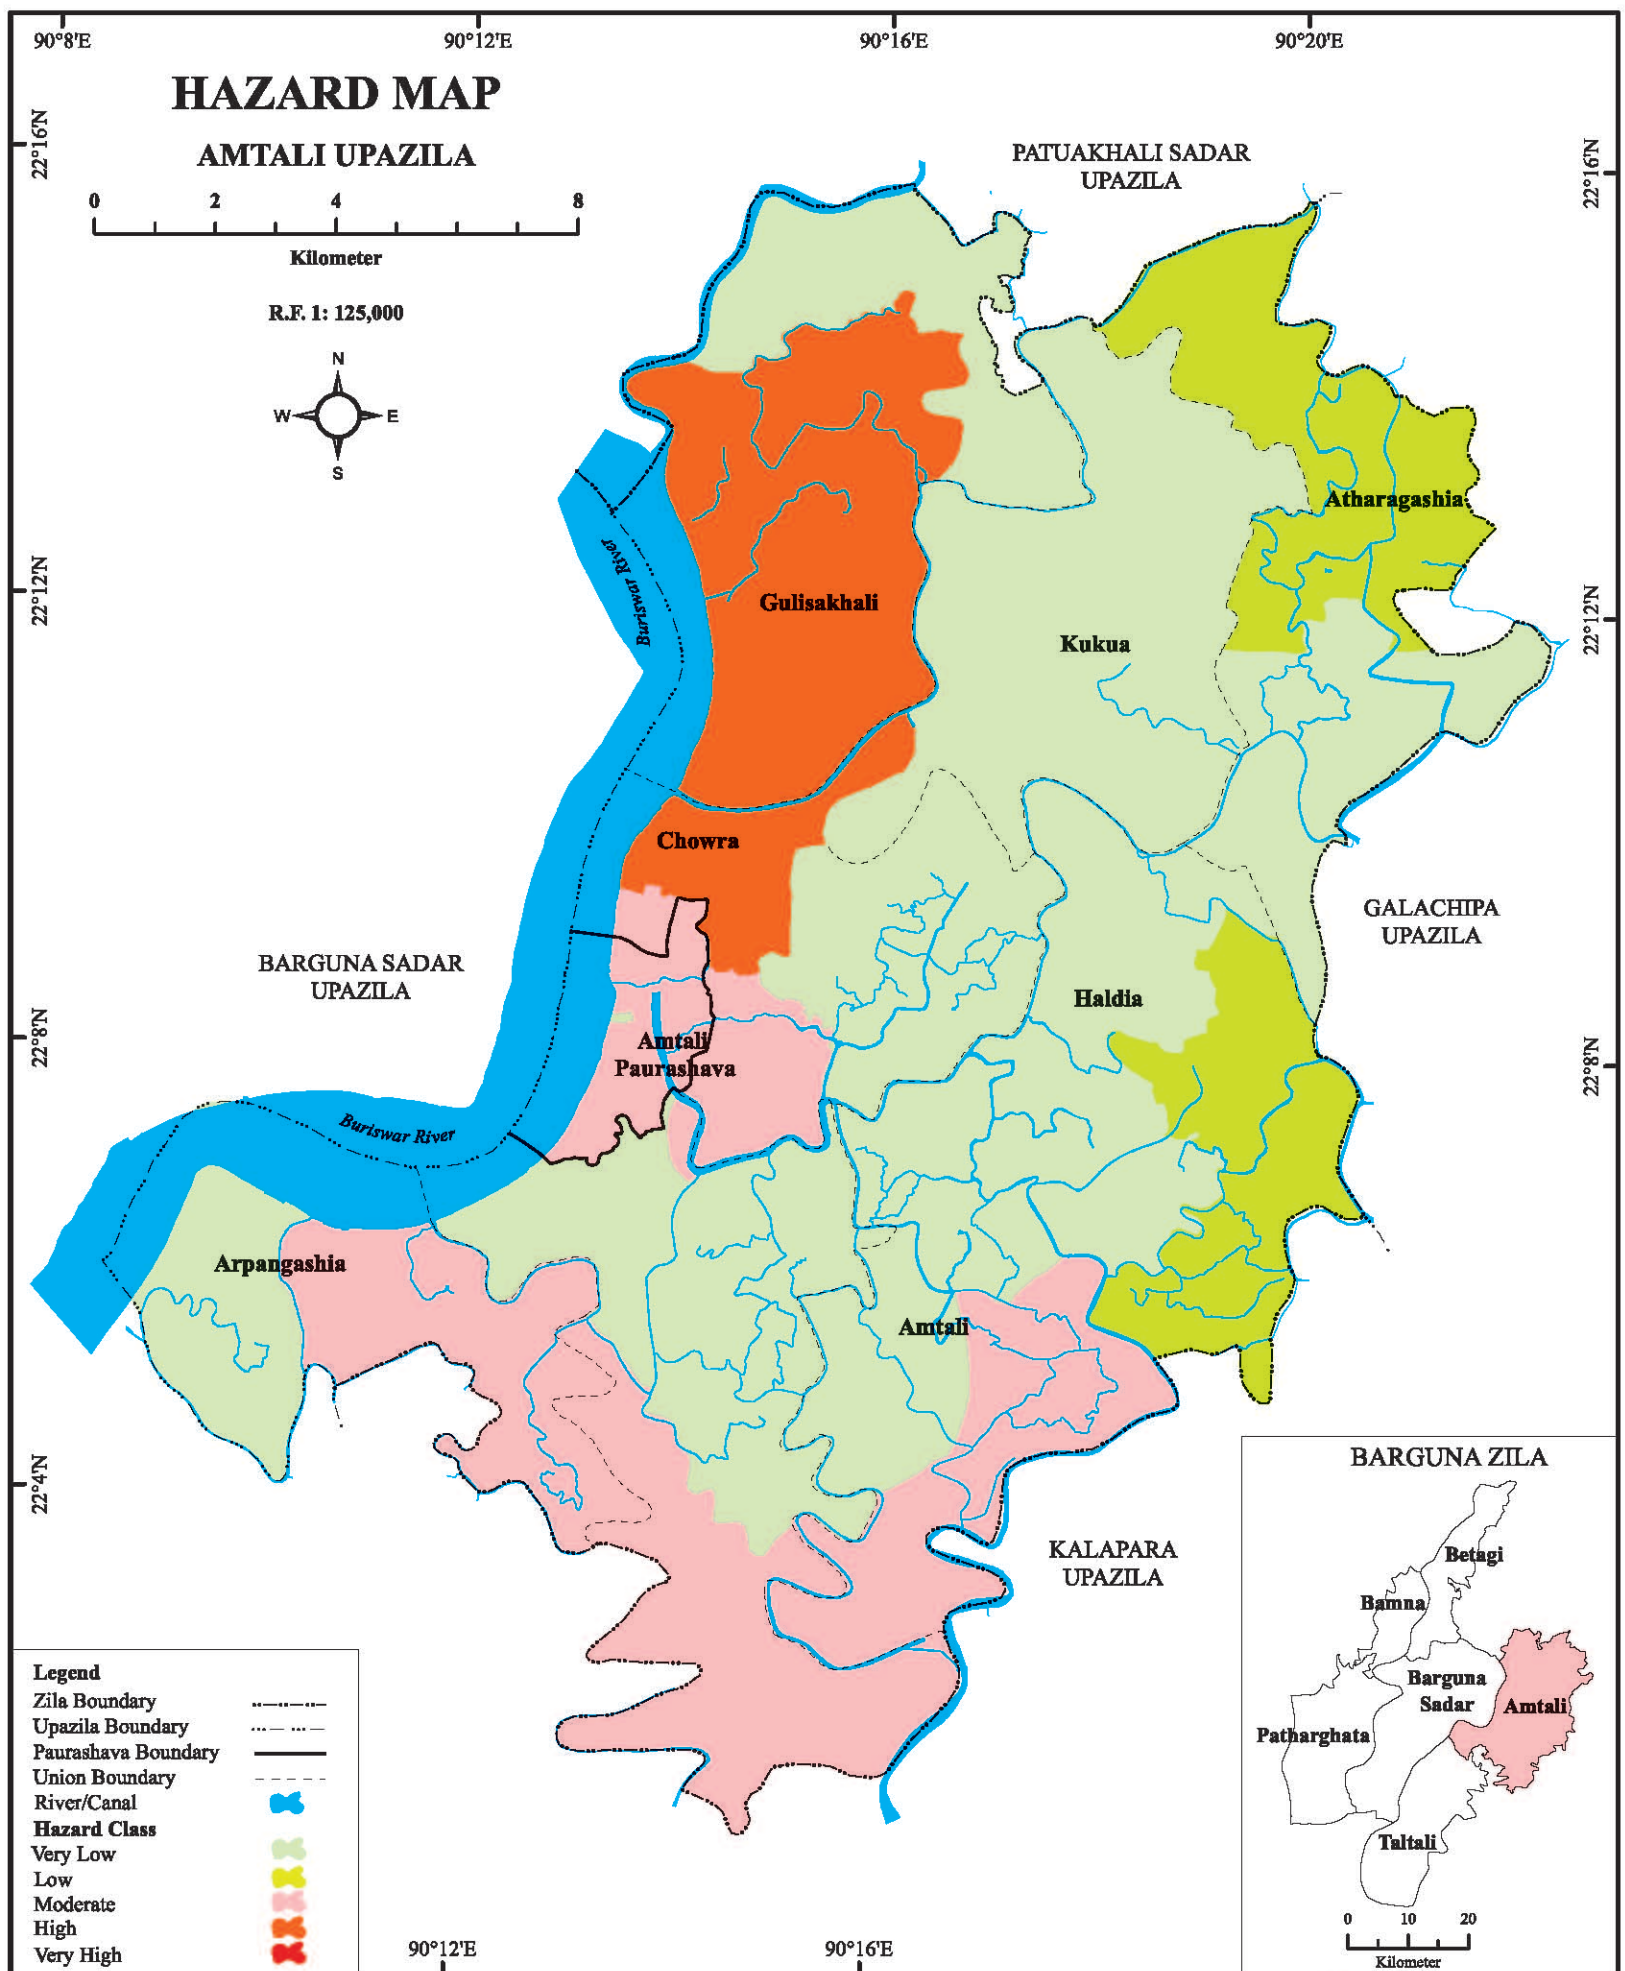 90°8'E
90°12'E
90°16'E
90°20'E
HAZARD MAP
AMTALI UPAZILA
0 2 4 8
Kilometer
R.F. 1: 125,000
N
W E
S
22°16'N
22°16'N
PATUAKHALI SADAR
UPAZILA
Atharagashia
Buriswar River
22°12'N
Gulisakhali
22°12'N
Kukua
Chowra
GALACHIPA
UPAZILA
BARGUNA SADAR
UPAZILA
Haldia
22°8'N
Amtali
Paurashava
22°8'N
Buriswar River
Arpangashia
Amtali
22°4'N
KALAPARA
UPAZILA
BARGUNA ZILA
Betagi
Bamna
Barguna
Sadar
Amtali
Patharghata
Taltali
0 10 20
Kilometer
Legend
Zila Boundary
Upazila Boundary
Paurashava Boundary
Union Boundary
River/Canal
Hazard Class
Very Low
Low
Moderate
High
Very High
90°12'E
90°16'E